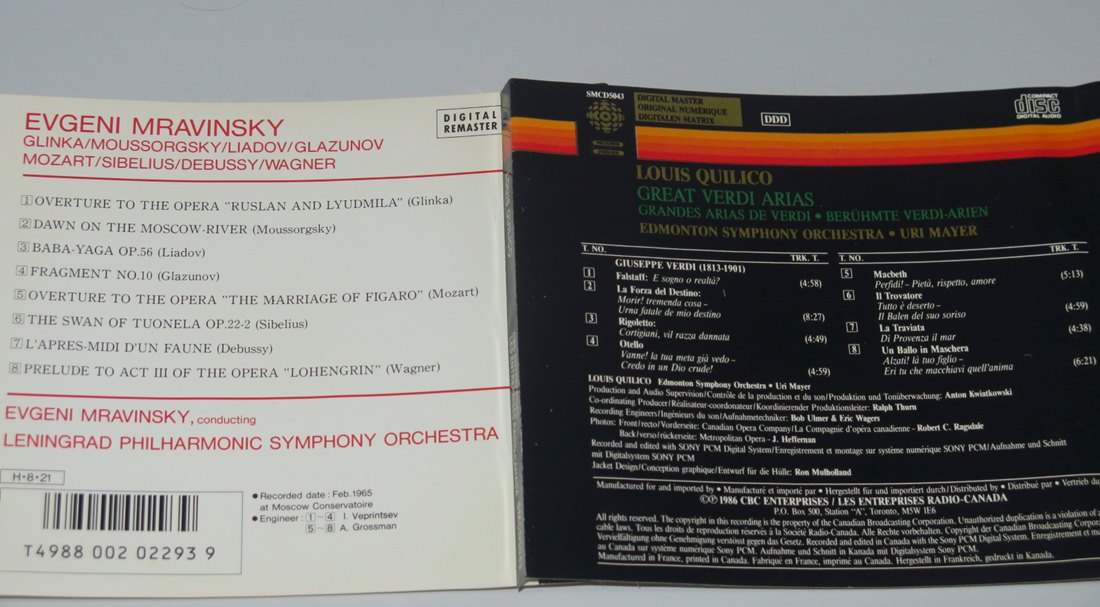 EVGENI MRAVINSKY
GLINKA/MOUSSORGSKY/LIADOV/GLAZUNOV
MOZART/SIBELIUS/DEBUSSY/WAGNER
DIGITAL
REMASTER
1 OVERTURE TO THE OPERA "RUSLAN AND LYUDMILA" (Glinka)
2 DAWN ON THE MOSCOW-RIVER (Moussorgsky)
3 BABA-YAGA OP.56 (Liadov)
4 FRAGMENT NO.10 (Glazunov)
5 OVERTURE TO THE OPERA "THE MARRIAGE OF FIGARO" (Mozart)
6 THE SWAN OF TUONELA OP.22-2 (Sibelius)
7 L'APRES-MIDI D'UN FAUNE (Debussy)
8 PRELUDE TO ACT III OF THE OPERA "LOHENGRIN" (Wagner)
EVGENI MRAVINSKY, conducting
LENINGRAD PHILHARMONIC SYMPHONY ORCHESTRA
H·8·21
T4988 002 02293 9
• Recorded date : Feb.1965
at Moscow Conservatoire
• Engineer : 1~4 I. Veprintsev
5~8 A. Grossman
SMCD5043
DIGITAL MASTER
ORIGINAL NUMÉRIQUE
DIGITALEN MATRIX
DDD
COMPACT
disc
DIGITAL AUDIO
LOUIS QUILICO
GREAT VERDI ARIAS
GRANDES ARIAS DE VERDI • BERÜHMTE VERDI-ARIEN
EDMONTON SYMPHONY ORCHESTRA • URI MAYER
T. NO. TRK. T.
GIUSEPPE VERDI (1813-1901)
1 Falstaff: E sogno o realtà? (4:58)
2 La Forza del Destino:
Morir! tremenda cosa –
Urna fatale de mio destino (8:27)
3 Rigoletto:
Cortigiani, vil razza dannata (4:49)
4 Otello
Vanne! la tua meta già vedo –
Credo in un Dio crude! (4:59)
T. NO. TRK. T.
5 Macbeth (5:13)
Perfidi! – Pietà, rispetto, amore
6 Il Trovatore
Tutto è deserto – (4:59)
Il Balen del suo soriso
7 La Traviata (4:38)
Di Provenza il mar
8 Un Ballo in Maschera
Alzati! là tuo figlio – (6:21)
Eri tu che macchiavi quell'anima
LOUIS QUILICO Edmonton Symphony Orchestra • Uri Mayer
Production and Audio Supervision/Contrôle de la production et du son/Produktion und Tonüberwachung: Anton Kwiatkowski
Co-ordinating Producer/Réalisateur-coordonateur/Koordinierender Produktionsleiter: Ralph Thurn
Recording Engineers/Ingénieurs du son/Aufnahmetechniker: Bob Ulmer & Eric Wagers
Photos: Front/recto/Vorderseite: Canadian Opera Company/La Compagnie d'opéra canadienne – Robert C. Ragsdale
Back/verso/rückerseite: Metropolitan Opera – J. Heffernan
Recorded and edited with SONY PCM Digital System/Enregistrement et montage sur système numérique SONY PCM/Aufnahme und Schnitt
mit Digitalsystem SONY PCM
Jacket Design/Conception graphique/Entwurf für die Hülle: Ron Mulholland
Manufactured for and imported by • Manufacturé et importé par • Hergestellt für und importiert durch/Distributed by • Distribué par • Vertrieb
©℗ 1986 CBC ENTERPRISES / LES ENTREPRISES RADIO-CANADA
P.O. Box 500, Station "A", Toronto, M5W 1E6
All rights reserved. The copyright in this recording is the property of the Canadian Broadcasting Corporation. Unauthorized duplication is a violation of
cable laws. Tous les droits de reproduction réservés à la Société Radio-Canada. Alle Rechte vorbehalten. Copyright der Canadian Broadcasting
Vervielfältigung ohne Genehmigung verstösst gegen das Gesetz. Recorded and edited in Canada with the Sony PCM Digital System. Enregistrement et
au Canada sur système numérique Sony PCM. Aufnahme und Schnitt in Kanada mit Digitalsystem Sony PCM.
Manufactured in France, printed in Canada. Fabriqué en France, imprimé au Canada. Hergestellt in Frankreich, gedruckt in Kanada.